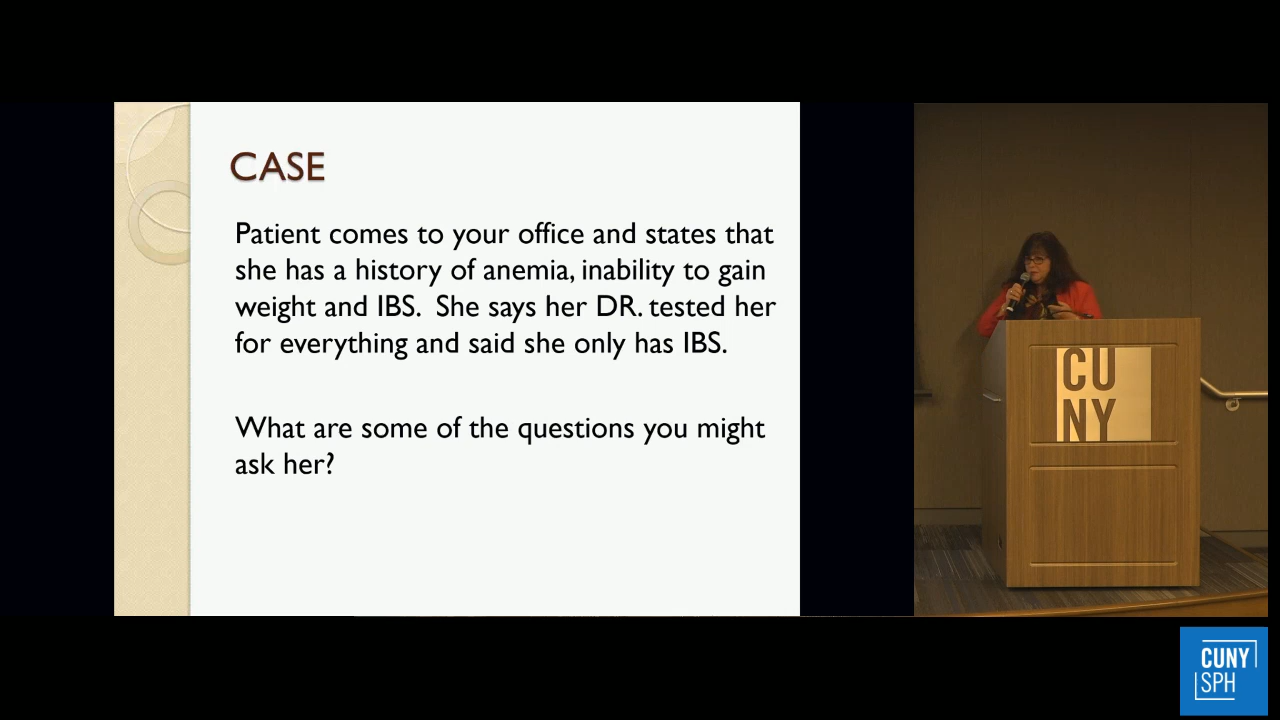 CASE
Patient comes to your office and states that
she has a history of anemia, inability to gain
weight and IBS.  She says her DR. tested her
for everything and said she only has IBS.
What are some of the questions you might
ask her?
CU
NY
CUNY
SPH